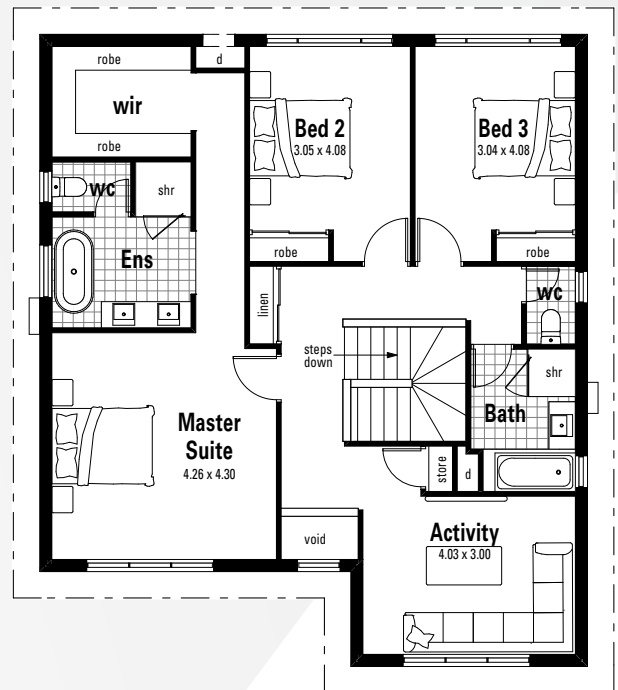 robe
d
wir
robe
Bed 2
3.05 x 4.08
Bed 3
3.04 x 4.08
wc
shr
Ens
robe
robe
linen
wc
steps
down
shr
Bath
Master
Suite
4.26 x 4.30
store
d
void
Activity
4.03 x 3.00